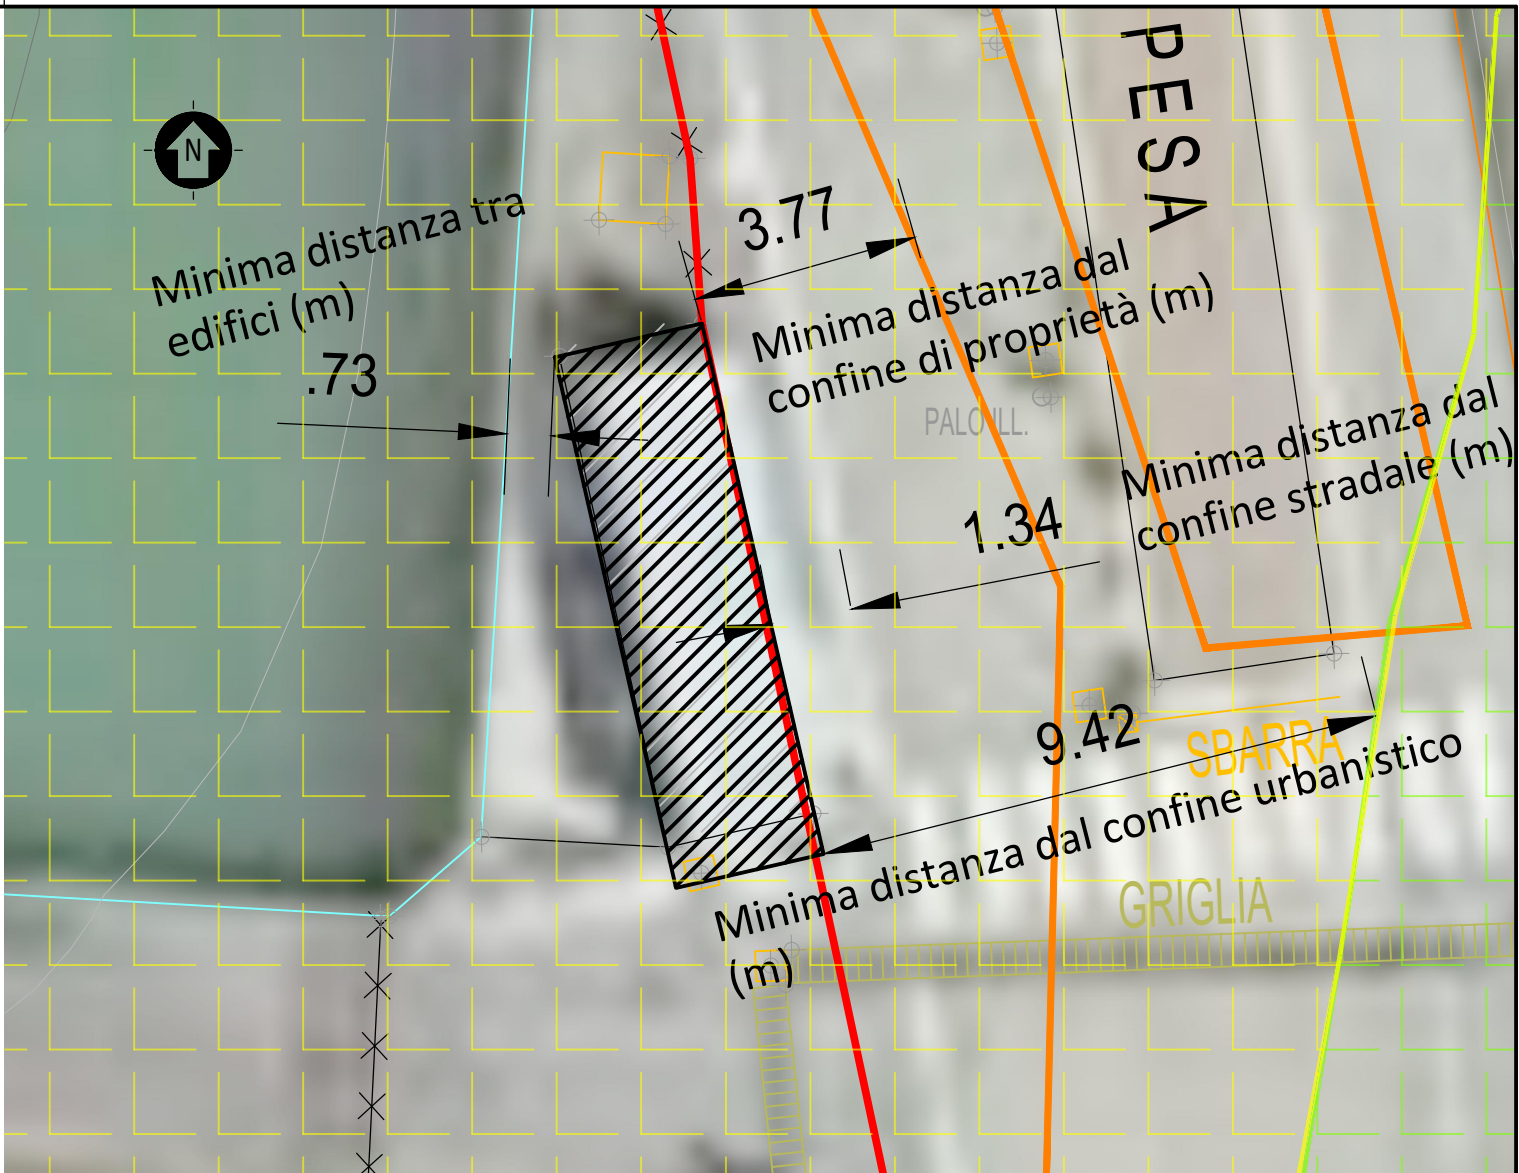 PESA
N
Minima distanza tra
edifici (m)
.73
3.77
Minima distanza dal
confine di proprietà (m)
PALO ILL.
Minima distanza dal
confine stradale (m)
1.34
9.42
SBARRA
Minima distanza dal confine urbanistico
(m)
GRIGLIA